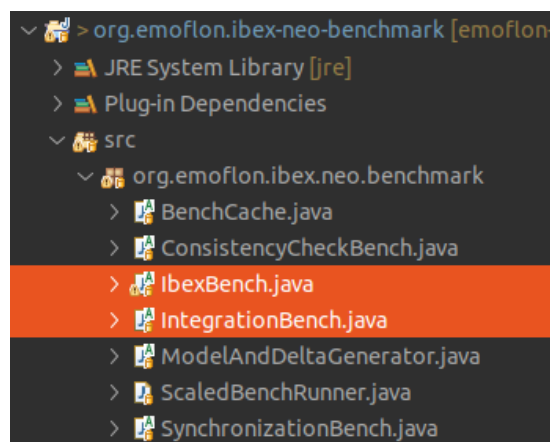 > org.emoflon.ibex-neo-benchmark [emoflon-
JRE System Library [jre]
Plug-in Dependencies
src
org.emoflon.ibex.neo.benchmark
BenchCache.java
ConsistencyCheckBench.java
IbexBench.java
IntegrationBench.java
ModelAndDeltaGenerator.java
ScaledBenchRunner.java
SynchronizationBench.java